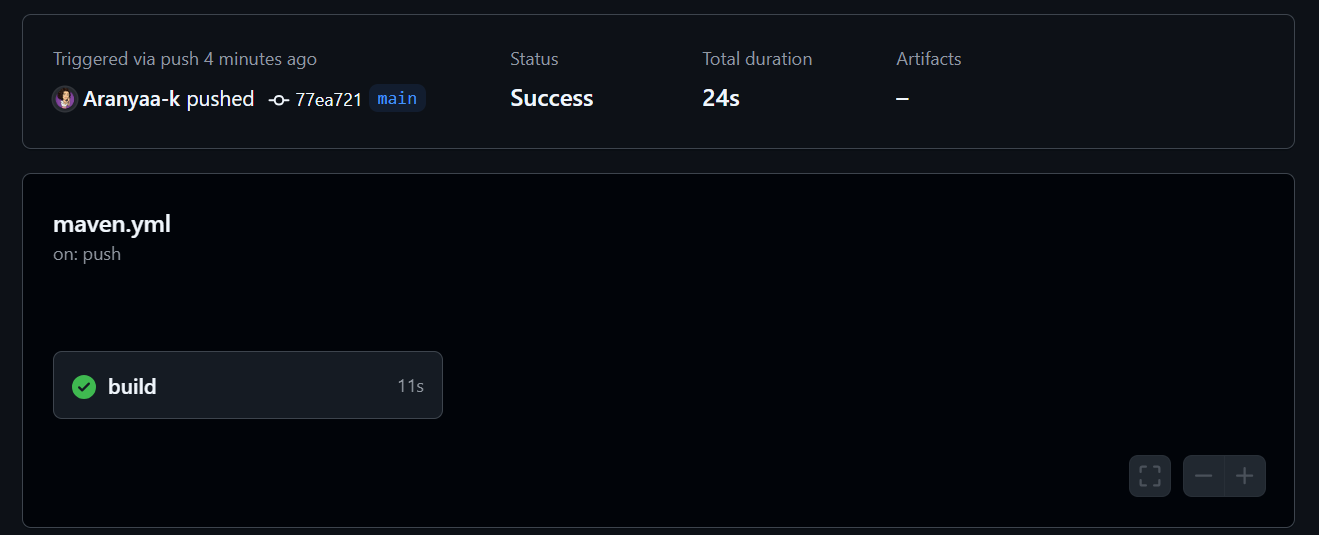 Triggered via push 4 minutes ago
Aranyaa-k pushed 77ea721 main
Status
Success
Total duration
24s
Artifacts
–
maven.yml
on: push
build 11s